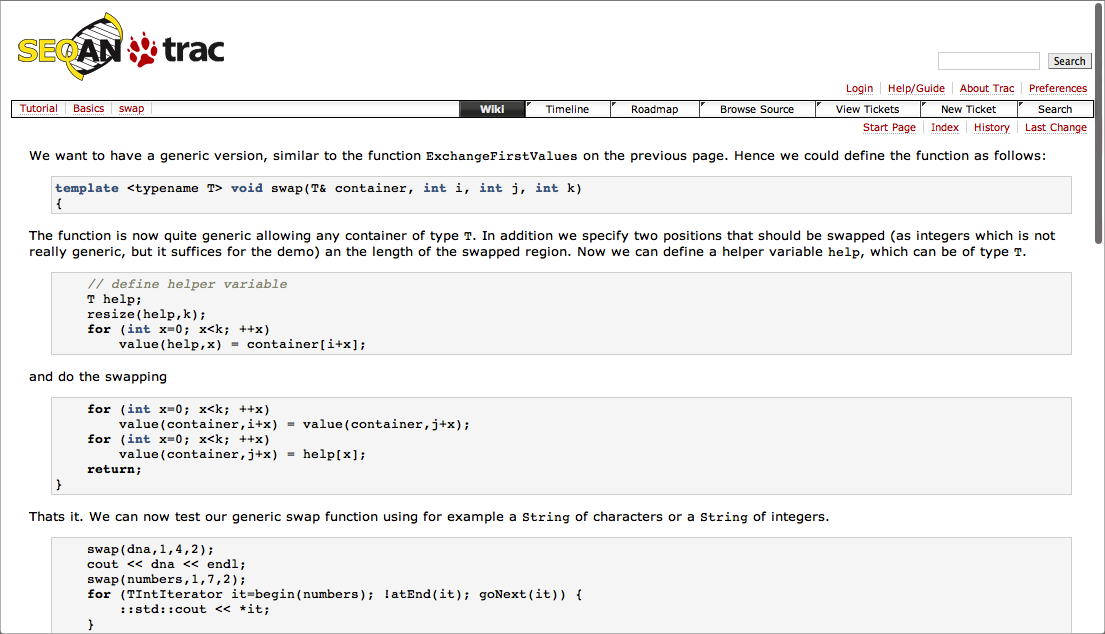 SEQAN trac
Search
Login Help/Guide About Trac Preferences
Tutorial Basics swap Wiki Timeline Roadmap Browse Source View Tickets New Ticket Search
Start Page Index History Last Change
We want to have a generic version, similar to the function ExchangeFirstValues on the previous page. Hence we could define the function as follows:
template <typename T> void swap(T& container, int i, int j, int k)
{
The function is now quite generic allowing any container of type T. In addition we specify two positions that should be swapped (as integers which is not
really generic, but it suffices for the demo) an the length of the swapped region. Now we can define a helper variable help, which can be of type T.
// define helper variable
T help;
resize(help,k);
for (int x=0; x<k; ++x)
value(help,x) = container[i+x];
and do the swapping
for (int x=0; x<k; ++x)
value(container,i+x) = value(container,j+x);
for (int x=0; x<k; ++x)
value(container,j+x) = help[x];
return;
}
Thats it. We can now test our generic swap function using for example a String of characters or a String of integers.
swap(dna,1,4,2);
cout << dna << endl;
swap(numbers,1,7,2);
for (TIntIterator it=begin(numbers); !atEnd(it); goNext(it)) {
::std::cout << *it;
}